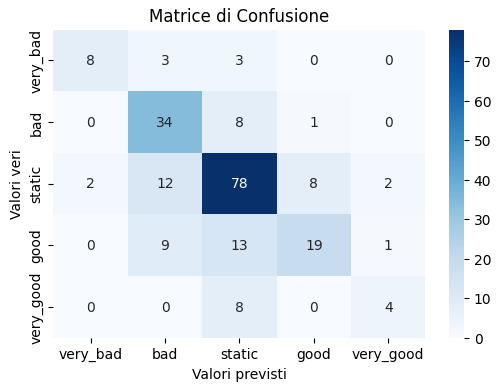 Matrice di Confusione
Valori veri
very_bad
8 3 3 0 0
bad
0 34 8 1 0
static
2 12 78 8 2
good
0 9 13 19 1
very_good
0 0 8 0 4
very_bad bad static good very_good
Valori previsti
70
60
50
40
30
20
10
0